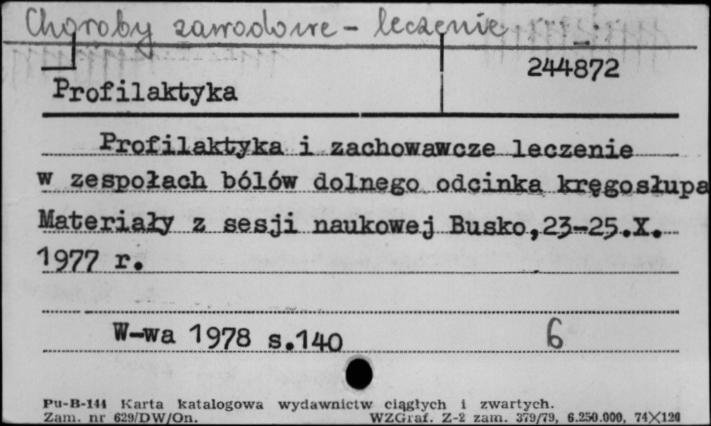 Choroby zawodowe - leczenie
244872
Profilaktyka
Profilaktyka i zachowawcze leczenie
w zespołach bólów dolnego odcinka kręgosłupa
Materiały z sesji naukowej Busko,23-25.X.
1977 r.
W-wa 1978 s.140
6
Pu-B-144 Karta katalogowa wydawnictw ciągłych i zwartych.
Zam. nr 629/DW/On. WZGraf. Z-2 zam. 379/79, 6.250.000, 74X120